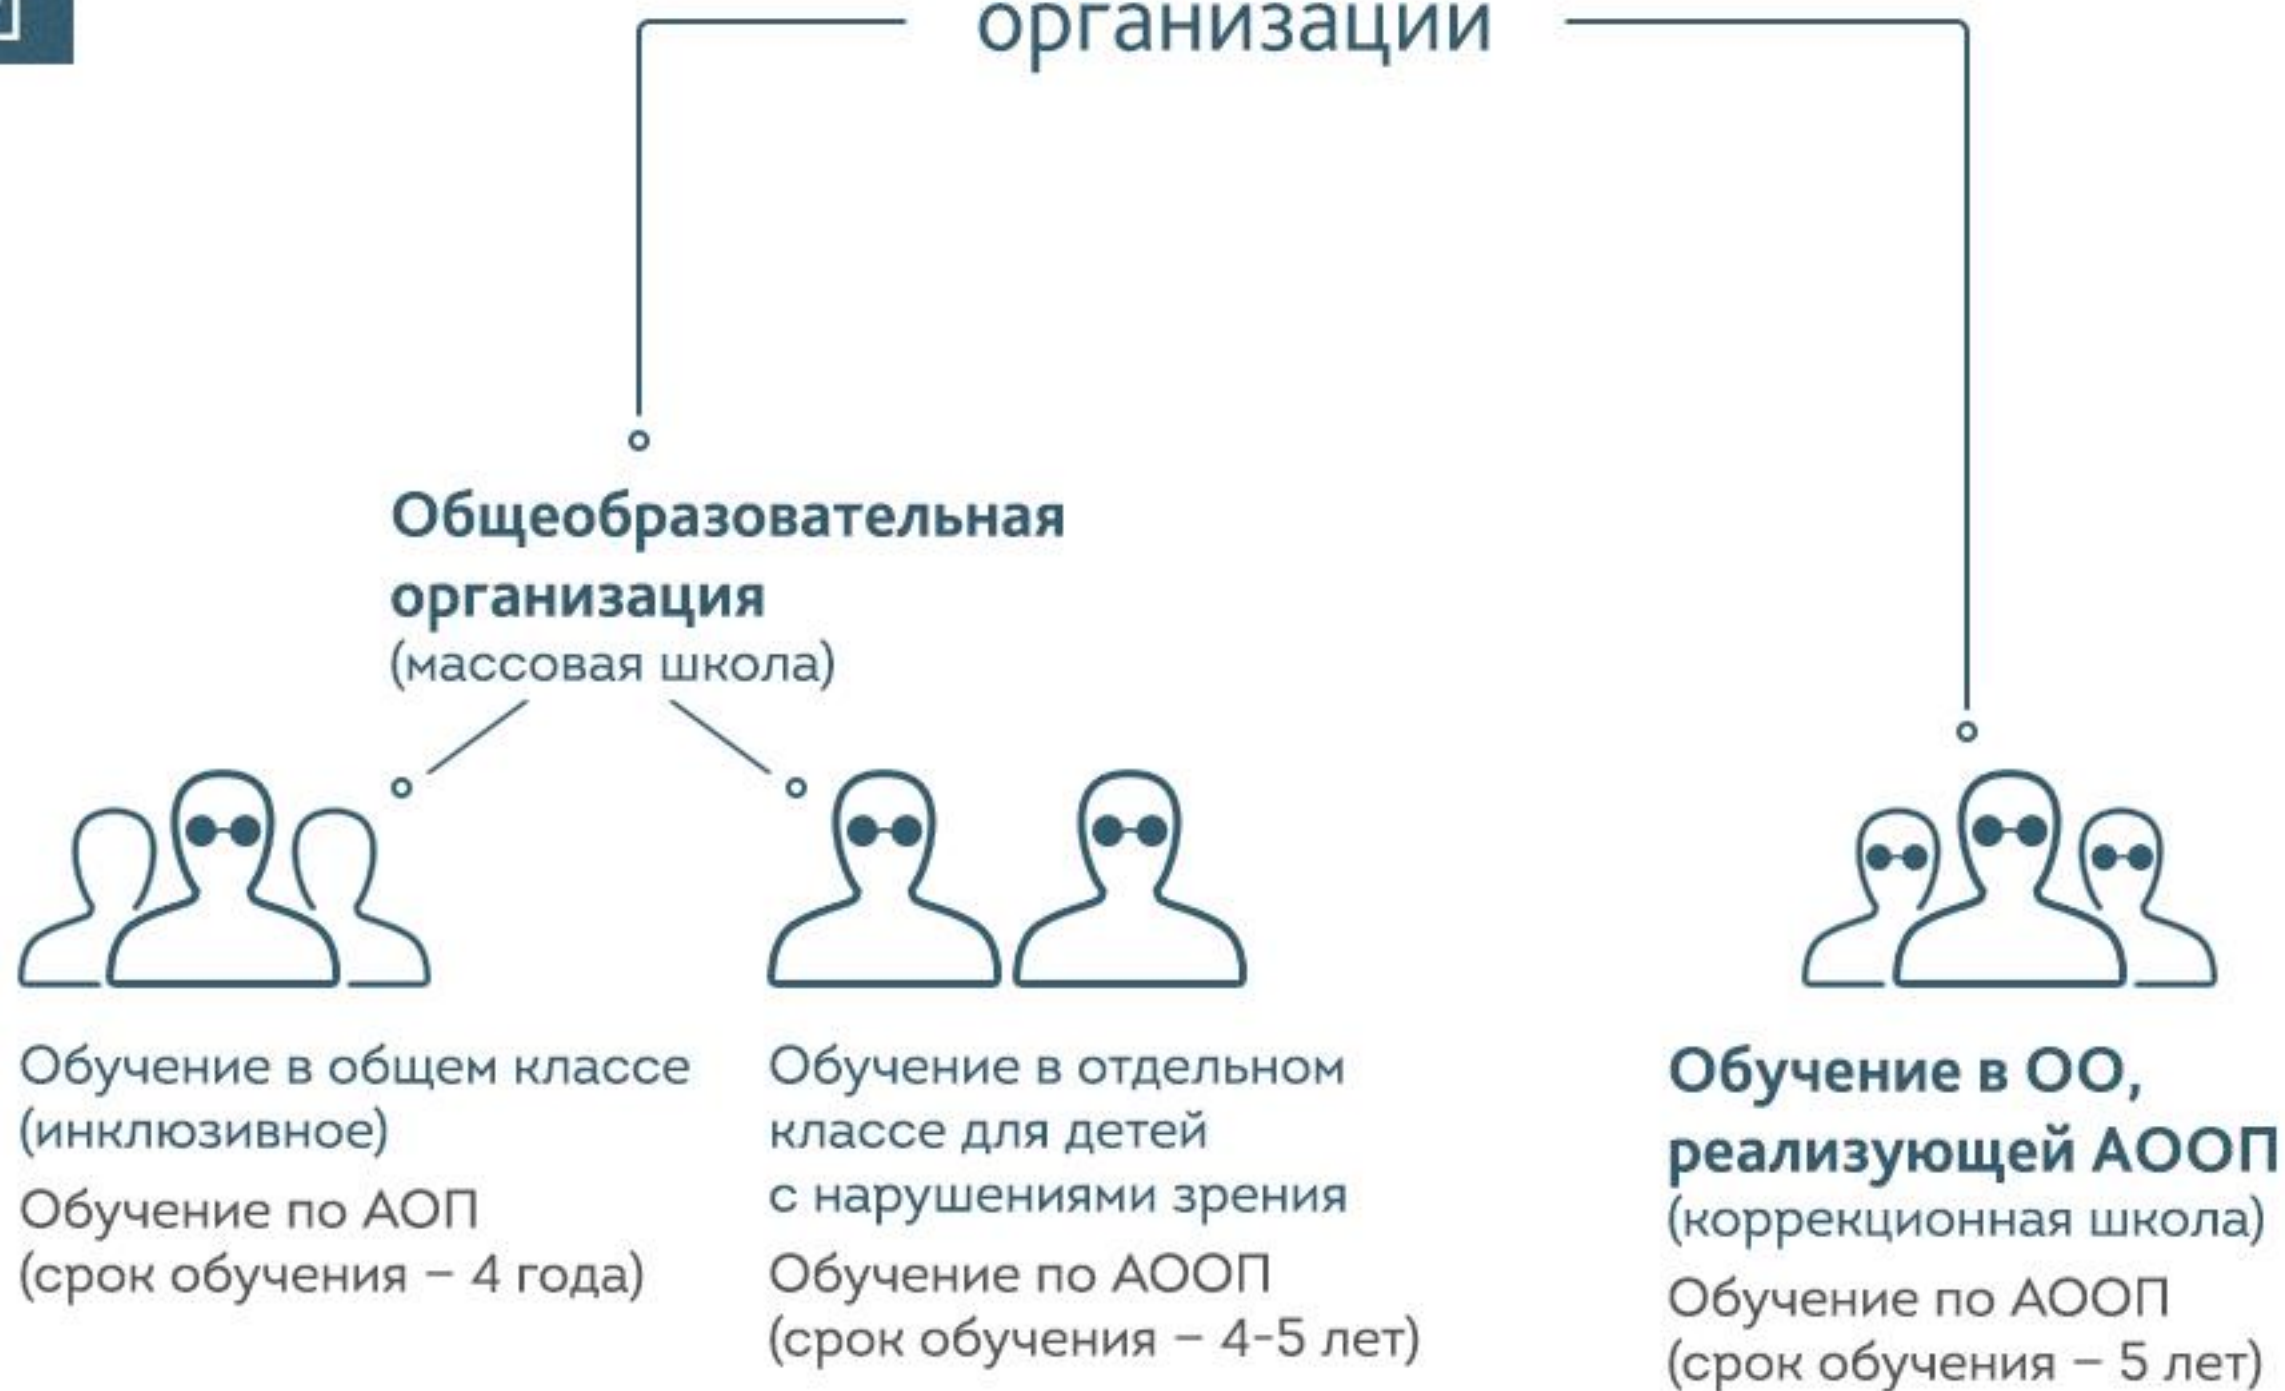 организации
Общеобразовательная
организация
(массовая школа)
Обучение в общем классе
(инклюзивное)
Обучение по АОП
(срок обучения – 4 года)
Обучение в отдельном
классе для детей
с нарушениями зрения
Обучение по АООП
(срок обучения – 4-5 лет)
Обучение в ОО,
реализующей АООП
(коррекционная школа)
Обучение по АООП
(срок обучения – 5 лет)